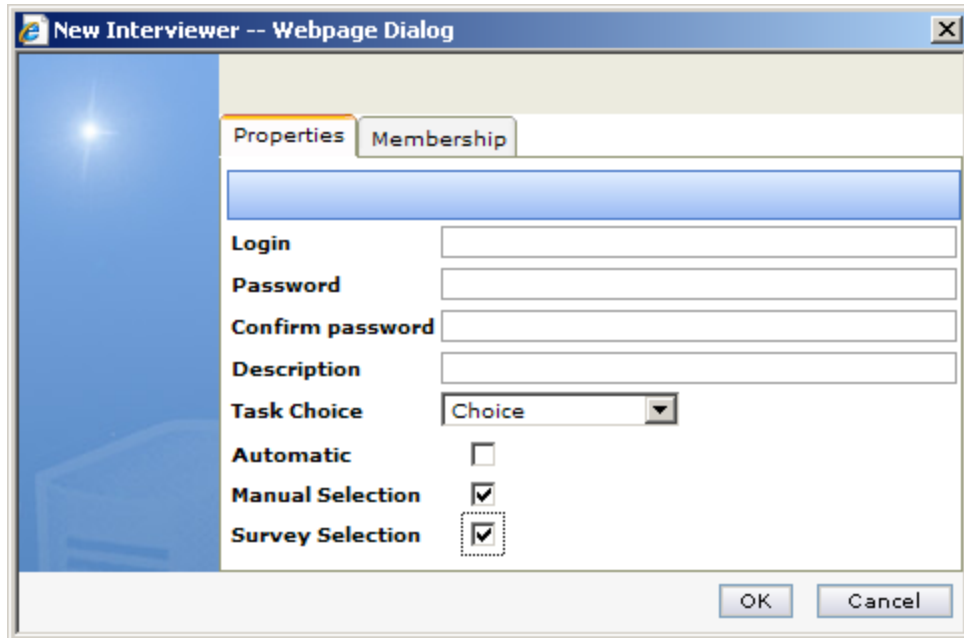 New Interviewer -- Webpage Dialog
Properties Membership
Login
Password
Confirm password
Description
Task Choice Choice
Automatic
Manual Selection
Survey Selection
OK Cancel